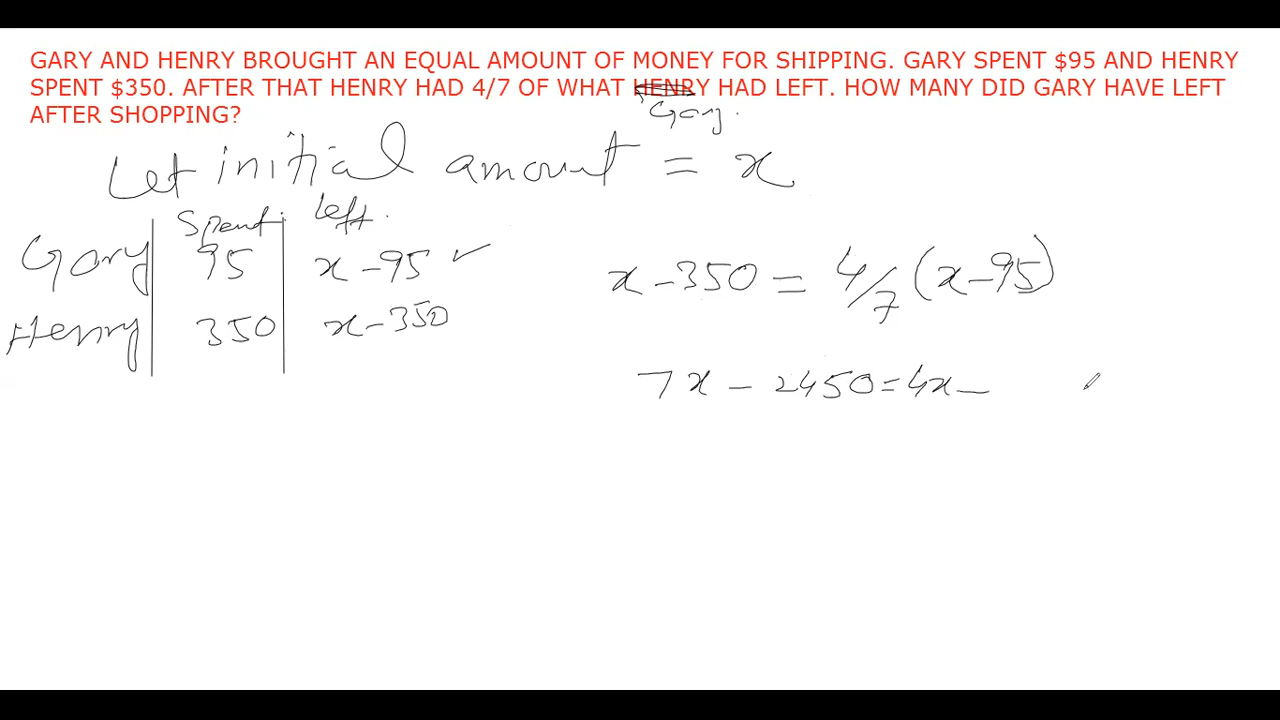 GARY AND HENRY BROUGHT AN EQUAL AMOUNT OF MONEY FOR SHIPPING. GARY SPENT $95 AND HENRY
SPENT $350. AFTER THAT HENRY HAD 4/7 OF WHAT HENRY HAD LEFT. HOW MANY DID GARY HAVE LEFT
Gary.
AFTER SHOPPING?
Let initial amount = x
Spent Left
Gary 95 x - 95 ✓
Henry 350 x - 350
x - 350 = 4/7 (x - 95)
7x - 2450 = 4x -